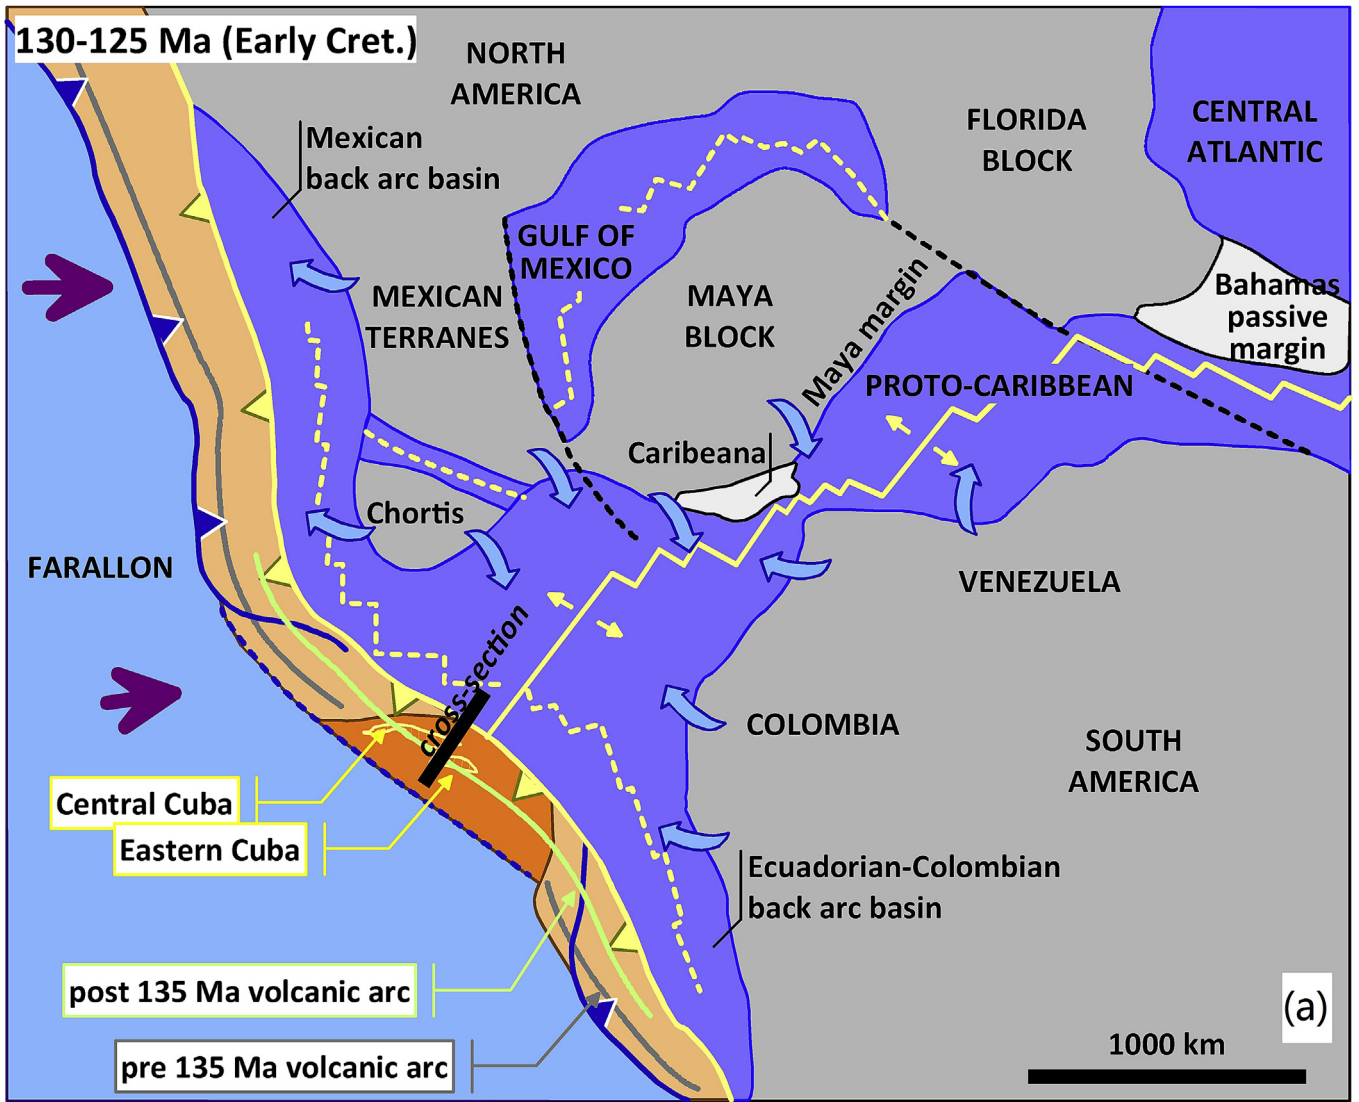 130-125 Ma (Early Cret.)
NORTH
AMERICA
FLORIDA
BLOCK
CENTRAL
ATLANTIC
Mexican
back arc basin
GULF OF
MEXICO
MEXICAN
TERRANES
MAYA
BLOCK
Maya margin
Bahamas
passive
margin
PROTO-CARIBBEAN
Caribeana
Chortis
FARALLON
VENEZUELA
cross-section
COLOMBIA
SOUTH
AMERICA
Central Cuba
Eastern Cuba
Ecuadorian-Colombian
back arc basin
post 135 Ma volcanic arc
pre 135 Ma volcanic arc
(a)
1000 km